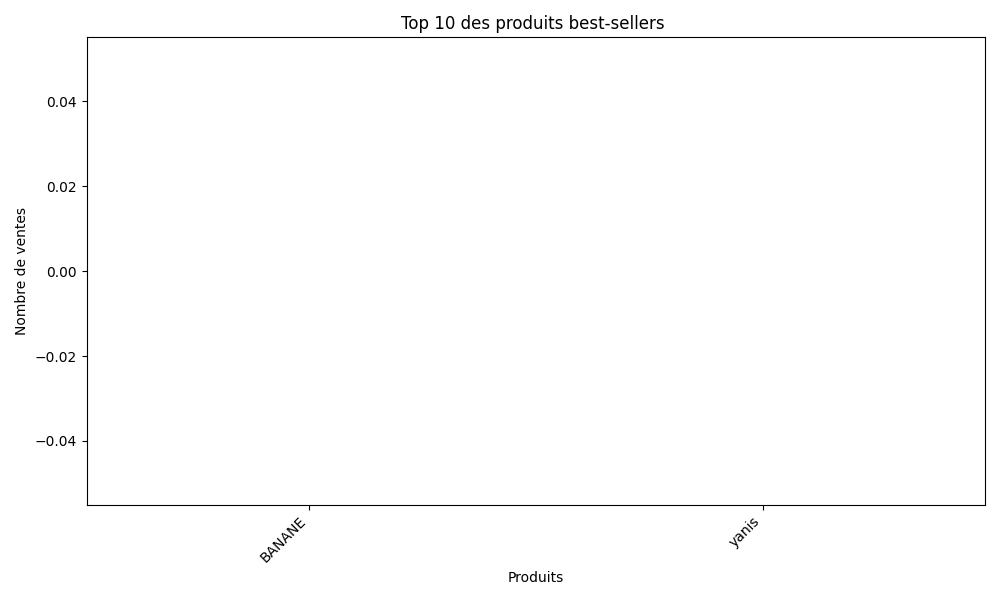 Top 10 des produits best-sellers
Nombre de ventes
0.04
0.02
0.00
−0.02
−0.04
BANANE
yanis
Produits